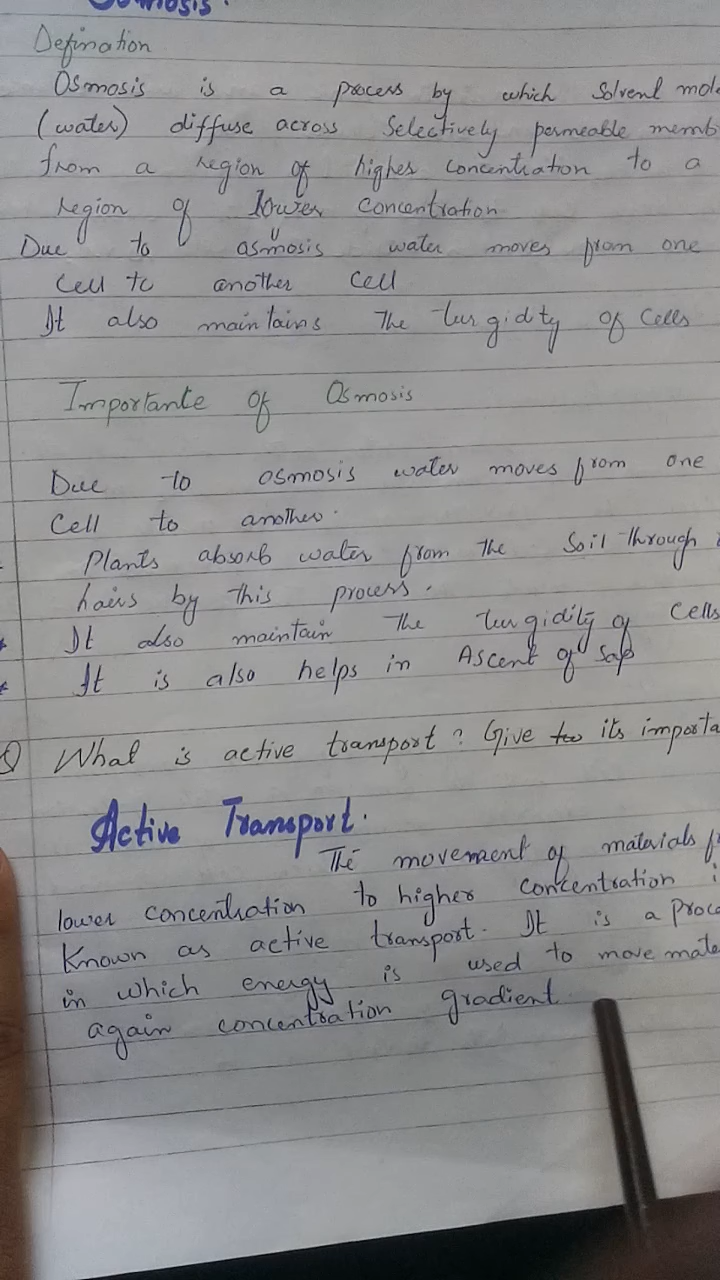 Osmosis.
Defination
Osmosis is a process by which Solvent mole
(water) diffuse across Selectively permeable memb
from a region of higher concentration to a
region of lower concentration
Due to osmosis water moves from one
Cell to another Cell
It also maintains The turgidity of Cells
Importante of Osmosis
Due to osmosis water moves from one
Cell to another.
Plants absorb water from the Soil through
hairs by this process.
It also maintain the turgidity of Cells
It is also helps in Ascent of Sap
Q What is active transport? Give its importa
Active Transport.
The movement of materials f
lower concentration to higher concentration i
Known as active transport. It is a Proce
in which energy is used to move mate
again concentration gradient